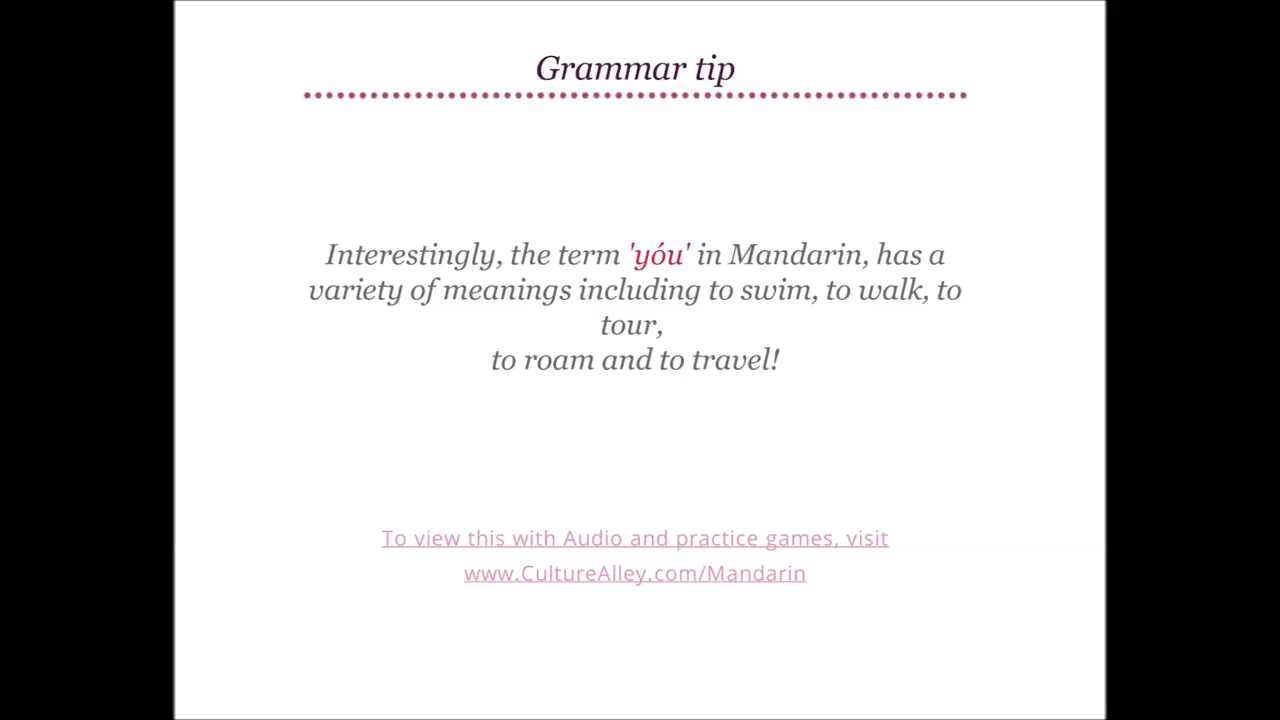 Grammar tip
Interestingly, the term 'yóu' in Mandarin, has a
variety of meanings including to swim, to walk, to
tour,
to roam and to travel!
To view this with Audio and practice games, visit
www.CultureAlley.com/Mandarin